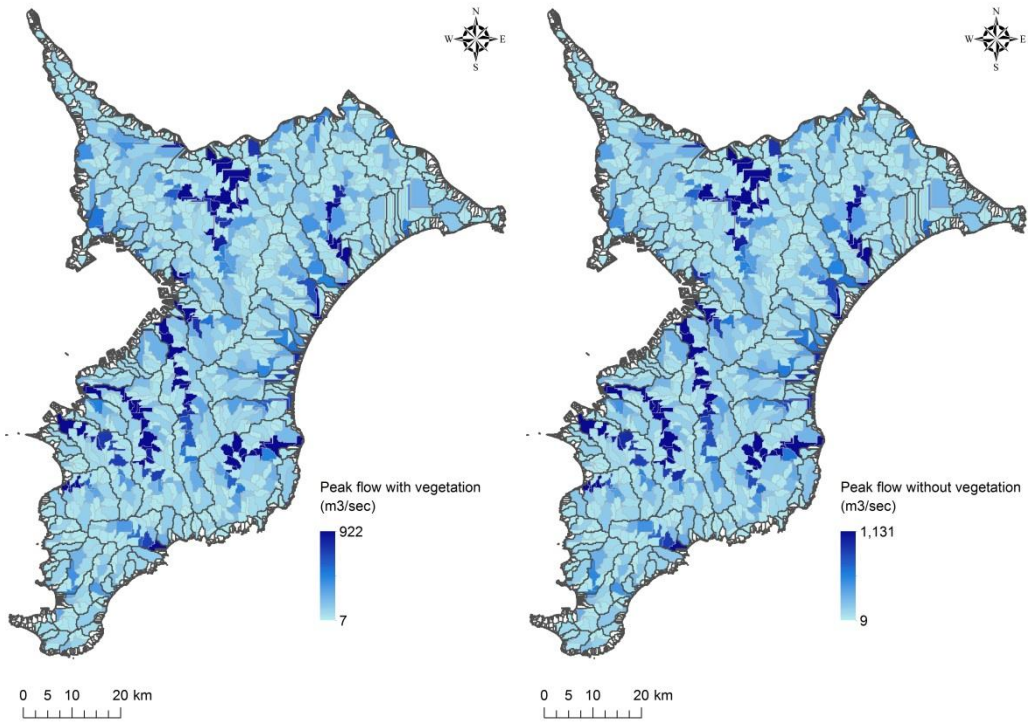 N
W E
S
Peak flow with vegetation
(m3/sec)
922
7
0 5 10 20 km
N
W E
S
Peak flow without vegetation
(m3/sec)
1,131
9
0 5 10 20 km